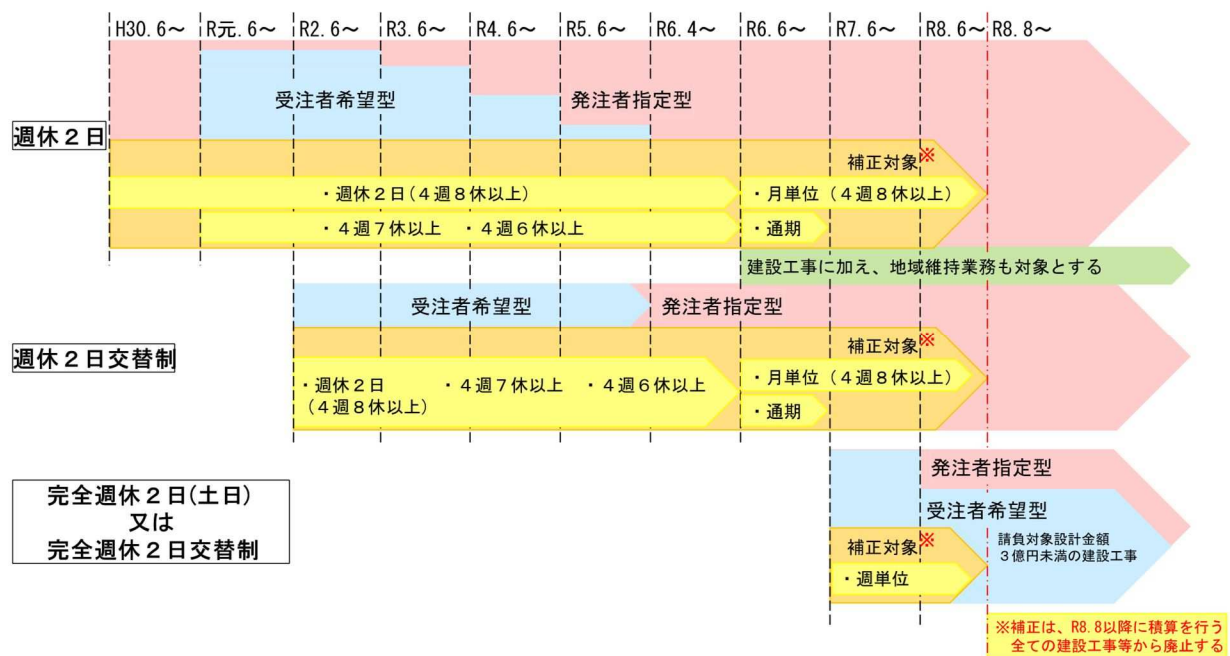 H30.6～ R元.6～ R2.6～ R3.6～ R4.6～ R5.6～ R6.4～ R6.6～ R7.6～ R8.6～ R8.8～
受注者希望型 発注者指定型
週休２日
補正対象※
・週休２日(４週８休以上) ・月単位（４週８休以上）
・４週７休以上 ・４週６休以上 ・通期
建設工事に加え、地域維持業務も対象とする
受注者希望型 発注者指定型
週休２日交替制
補正対象※
・週休２日 ・４週７休以上 ・４週６休以上 ・月単位（４週８休以上）
（４週８休以上） ・通期
完全週休２日(土日)
又は
完全週休２日交替制
発注者指定型
受注者希望型
請負対象設計金額
３億円未満の建設工事
補正対象※
・週単位
※補正は、R8.8以降に積算を行う
全ての建設工事等から廃止する